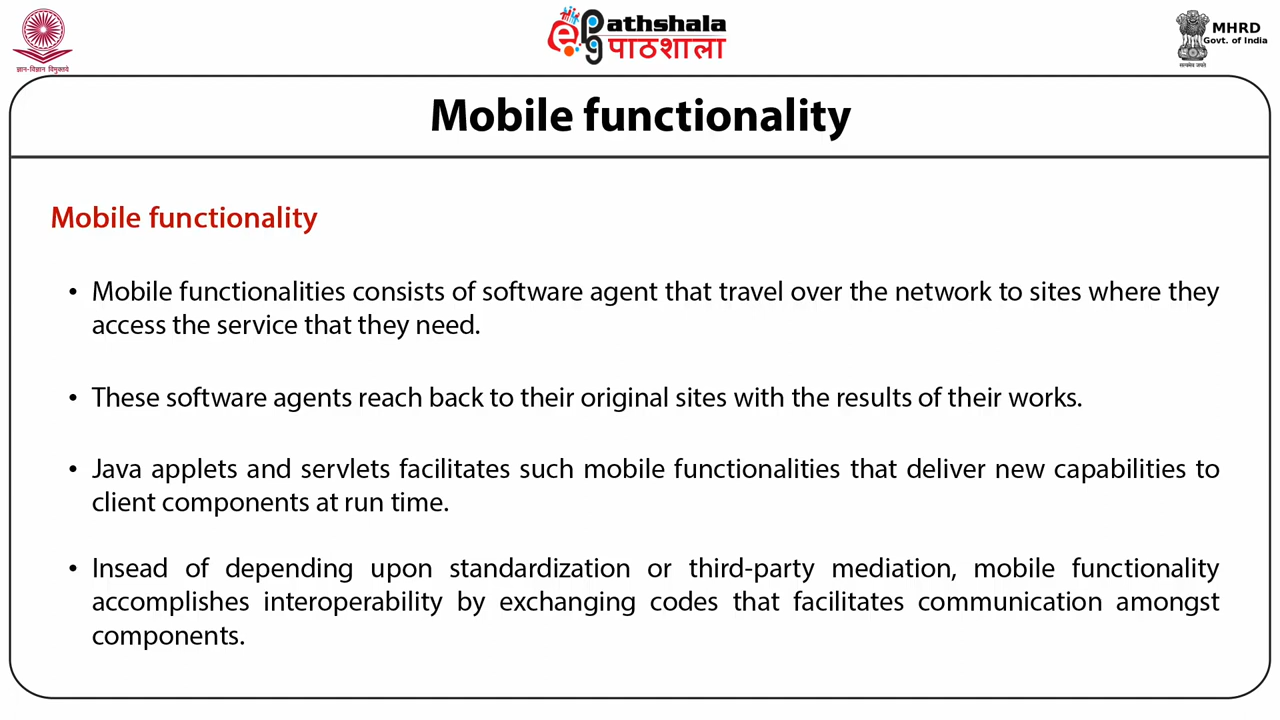 ePathshala
पाठशाला
MHRD
Govt. of India
ज्ञान-विज्ञान विमुक्तये
सत्यमेव जयते
Mobile functionality
Mobile functionality
• Mobile functionalities consists of software agent that travel over the network to sites where they
access the service that they need.
• These software agents reach back to their original sites with the results of their works.
• Java applets and servlets facilitates such mobile functionalities that deliver new capabilities to
client components at run time.
• Insead of depending upon standardization or third-party mediation, mobile functionality
accomplishes interoperability by exchanging codes that facilitates communication amongst
components.